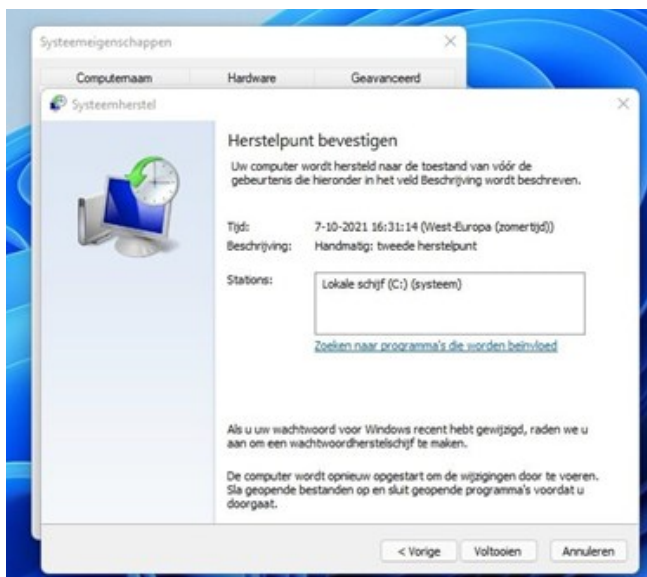 Systeemeigenschappen
Computernaam Hardware Geavanceerd
Systeemherstel
Herstelpunt bevestigen
Uw computer wordt hersteld naar de toestand van vóór de
gebeurtenis die hieronder in het veld Beschrijving wordt beschreven.
Tijd: 7-10-2021 16:31:14 (West-Europa (zomertijd))
Beschrijving: Handmatig: tweede herstelpunt
Stations: Lokale schijf (C:) (systeem)
Zoeken naar programma's die worden beïnvloed
Als u uw wachtwoord voor Windows recent hebt gewijzigd, raden we u
aan om een wachtwoordherstelschijf te maken.
De computer wordt opnieuw opgestart om de wijzigingen door te voeren.
Sla geopende bestanden op en sluit geopende programma's voordat u
doorgaat.
< Vorige Voltooien Annuleren